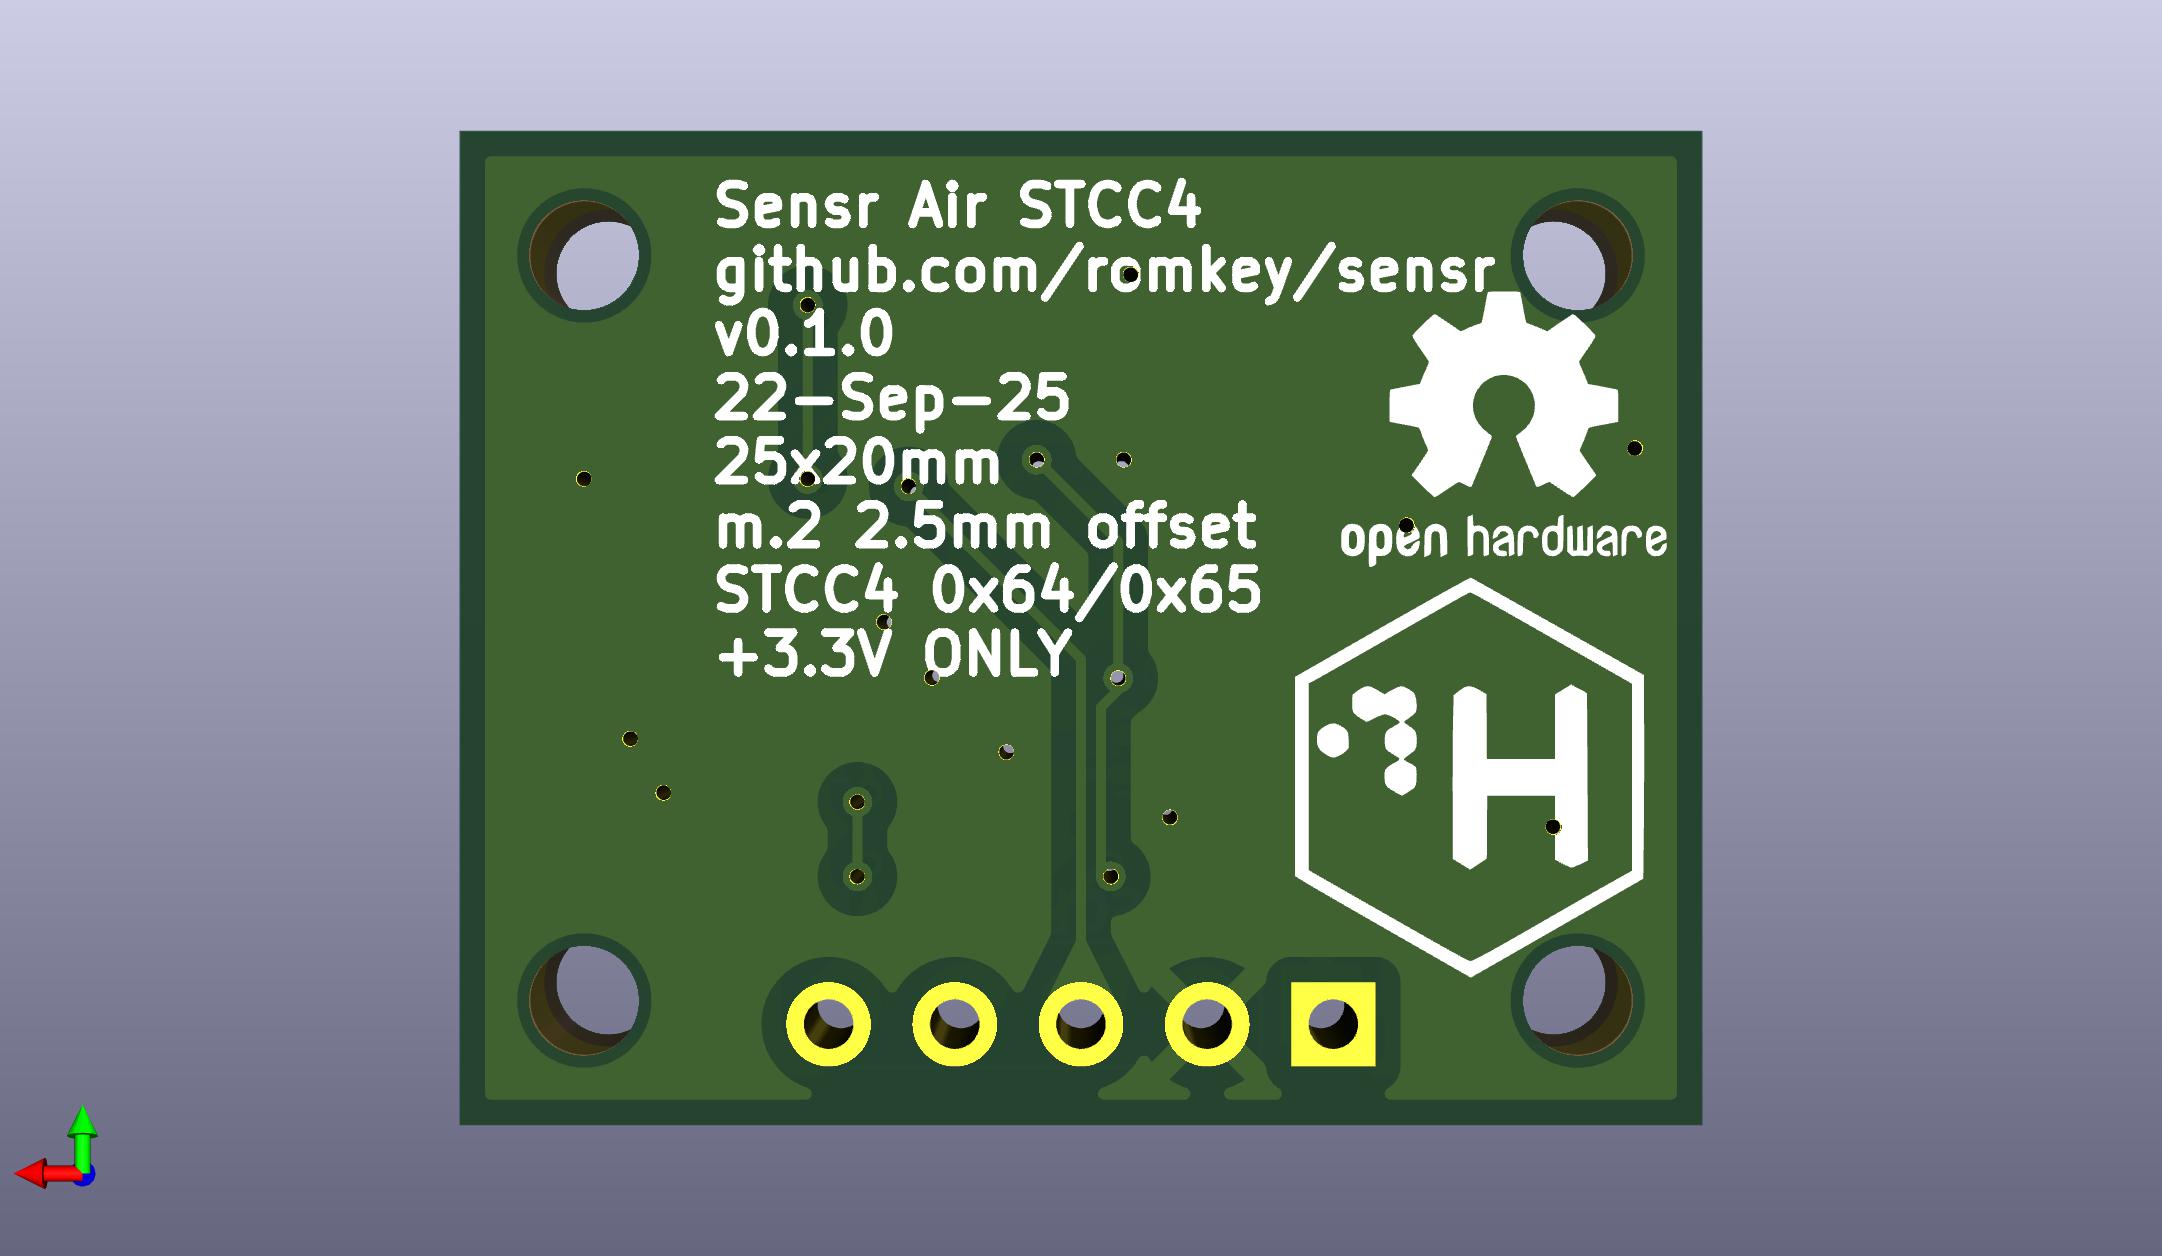 Sensr Air STCC4
github.com/romkey/sensr
v0.1.0
22-Sep-25
25x20mm
m.2 2.5mm offset
STCC4 0x64/0x65
+3.3V ONLY
open hardware
H